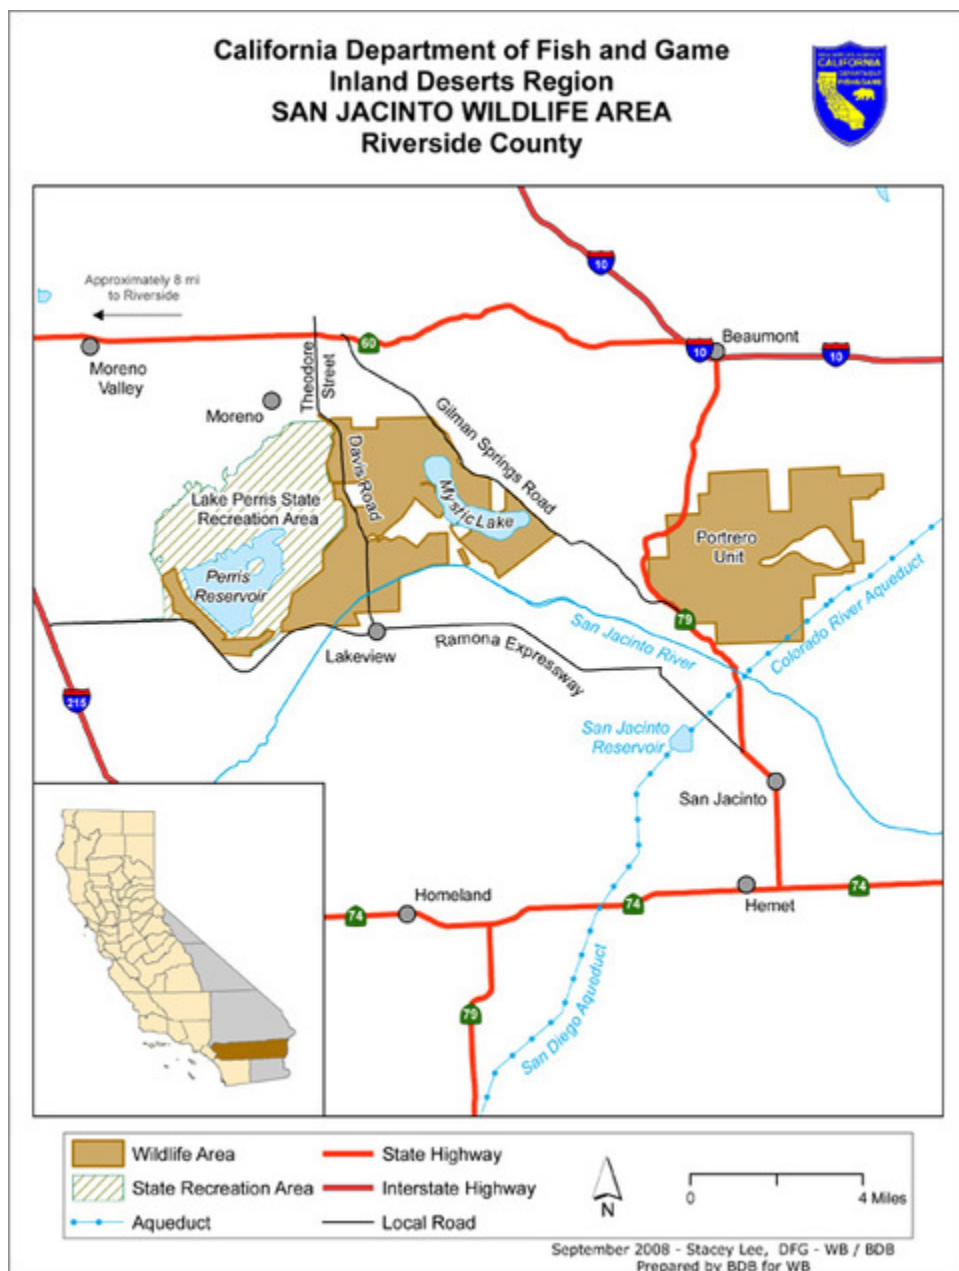 California Department of Fish and Game
Inland Deserts Region
SAN JACINTO WILDLIFE AREA
Riverside County
CALIFORNIA
DEPARTMENT
FISH & GAME
Approximately 8 mi
to Riverside
10
Moreno
Valley
60
10
Beaumont
10
Theodore
Street
Moreno
Gilman Springs Road
Davis Road
Lake Perris State
Recreation Area
Mystic Lake
Portrero
Unit
Perris
Reservoir
79
Colorado River Aqueduct
San Jacinto River
Lakeview
Ramona Expressway
215
San Jacinto
Reservoir
San Jacinto
Homeland
74
74
Hemet
74
79
San Diego Aqueduct
Wildlife Area
State Highway
State Recreation Area
Interstate Highway
Aqueduct
Local Road
N
0
4 Miles
September 2008 - Stacey Lee, DFG - WB / BDB
Prepared by BDB for WB